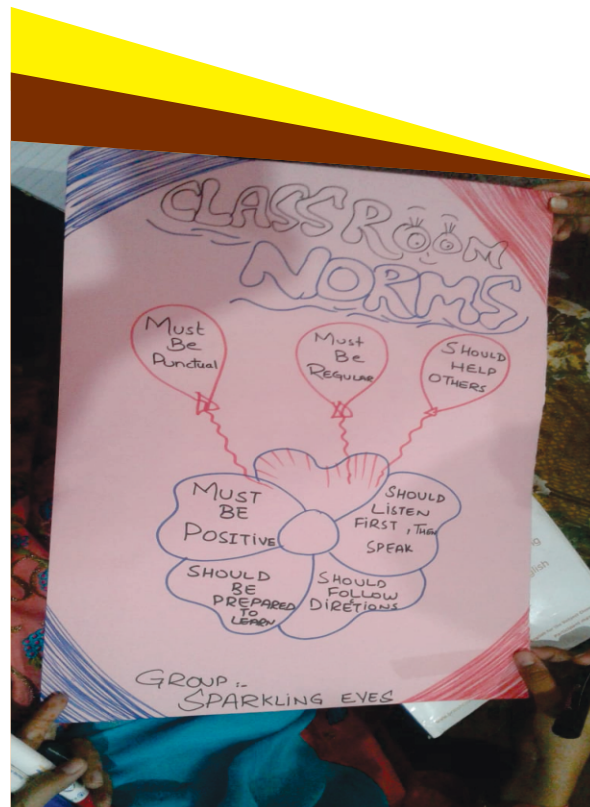 CLASSROOM
NORMS
Must
Be
Punctual
Must
Be
REGULAR
SHOULD
HELP
OTHERS
MUST
BE
POSITIVE
SHOULD
LISTEN
FIRST, THEN
SPEAK
SHOULD
BE
PREPARED
TO
LEARN
SHOULD
FOLLOW
DIRETIONS
GROUP :-
SPARKLING EYES